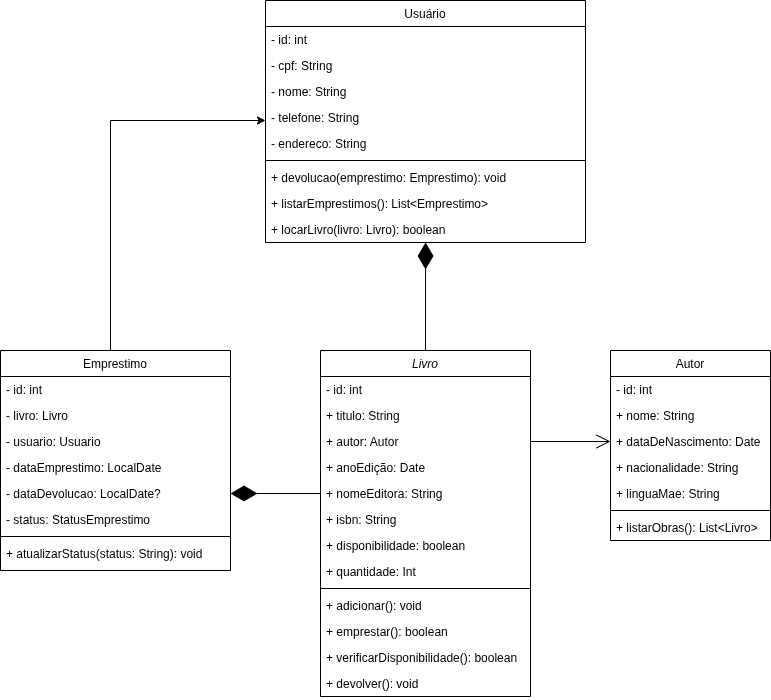 Usuário
- id: int
- cpf: String
- nome: String
- telefone: String
- endereco: String
+ devolucao(emprestimo: Emprestimo): void
+ listarEmprestimos(): List<Emprestimo>
+ locarLivro(livro: Livro): boolean
Emprestimo
- id: int
- livro: Livro
- usuario: Usuario
- dataEmprestimo: LocalDate
- dataDevolucao: LocalDate?
- status: StatusEmprestimo
+ atualizarStatus(status: String): void
Livro
- id: int
+ titulo: String
+ autor: Autor
+ anoEdição: Date
+ nomeEditora: String
+ isbn: String
+ disponibilidade: boolean
+ quantidade: Int
+ adicionar(): void
+ emprestar(): boolean
+ verificarDisponibilidade(): boolean
+ devolver(): void
Autor
- id: int
+ nome: String
+ dataDeNascimento: Date
+ nacionalidade: String
+ linguaMae: String
+ listarObras(): List<Livro>